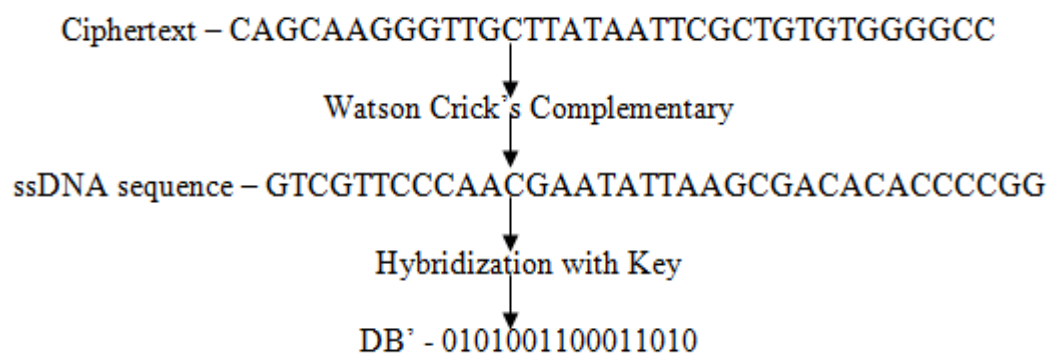 Ciphertext – CAGCAAGGGTTGCTTATAATTCGCTGTGTGGGGCC
Watson Crick’s Complementary
ssDNA sequence – GTCGTTCCCAACGAATATTAAGCGACACACCCCGG
Hybridization with Key
DB’ - 0101001100011010